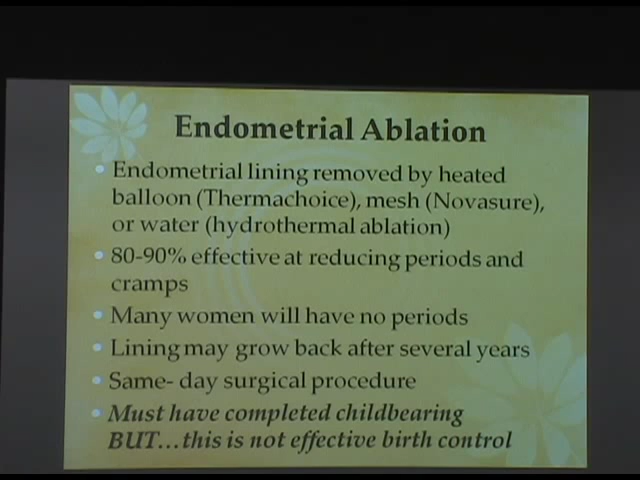 Endometrial Ablation
• Endometrial lining removed by heated
balloon (Thermachoice), mesh (Novasure),
or water (hydrothermal ablation)
• 80-90% effective at reducing periods and
cramps
• Many women will have no periods
• Lining may grow back after several years
• Same- day surgical procedure
• Must have completed childbearing
BUT...this is not effective birth control